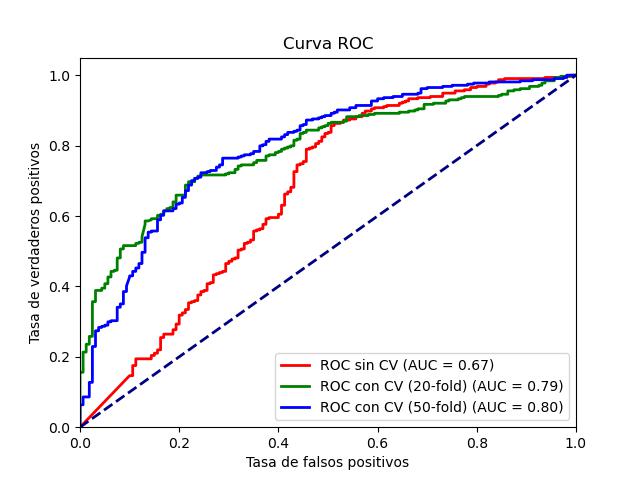 Curva ROC
Tasa de verdaderos positivos
1.0
0.8
0.6
0.4
0.2
0.0
ROC sin CV (AUC = 0.67)
ROC con CV (20-fold) (AUC = 0.79)
ROC con CV (50-fold) (AUC = 0.80)
0.0 0.2 0.4 0.6 0.8 1.0
Tasa de falsos positivos